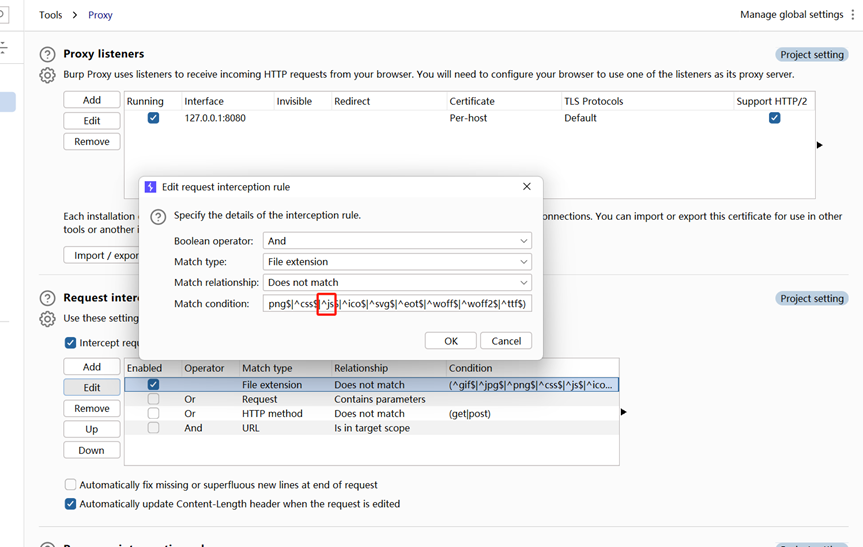 Tools > Proxy
Manage global settings
Proxy listeners
Project setting
Burp Proxy uses listeners to receive incoming HTTP requests from your browser. You will need to configure your browser to use one of the listeners as its proxy server.
Add
Edit
Remove
Running Interface Invisible Redirect Certificate TLS Protocols Support HTTP/2
127.0.0.1:8080 Per-host Default
Each installation
onnections. You can import or export this certificate for use in other
tools or another
Import / expor
Edit request interception rule
Specify the details of the interception rule.
Boolean operator: And
Match type: File extension
Match relationship: Does not match
Match condition: png$|^css$|^js$|^ico$|^svg$|^eot$|^woff$|^woff2$|^ttf$)
OK
Cancel
Request inter
Project setting
Use these setting
Intercept requ
Add
Edit
Remove
Up
Down
Enabled Operator Match type Relationship Condition
File extension Does not match (^gif$|^jpg$|^png$|^css$|^js$|^ico...
Or Request Contains parameters
Or HTTP method Does not match (get|post)
And URL Is in target scope
Automatically fix missing or superfluous new lines at end of request
Automatically update Content-Length header when the request is edited